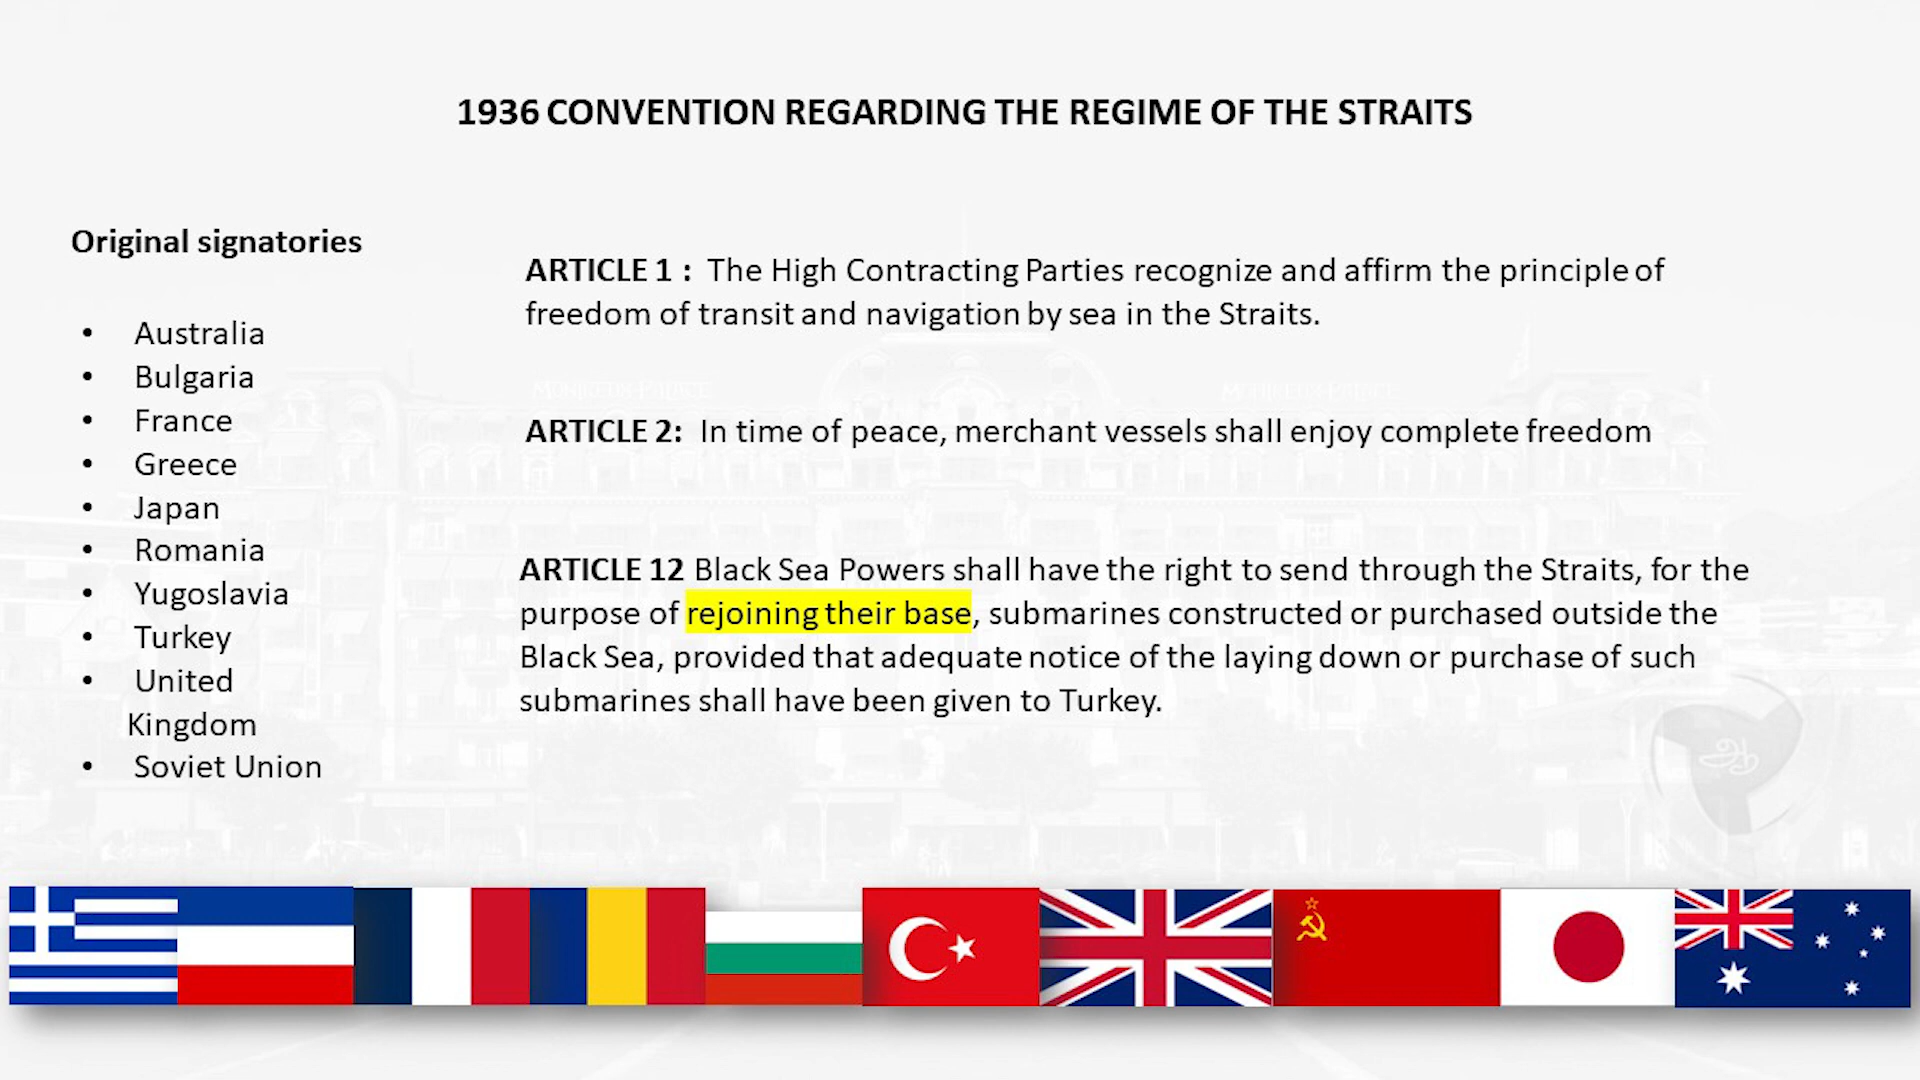 1936 CONVENTION REGARDING THE REGIME OF THE STRAITS
Original signatories
• Australia
• Bulgaria
• France
• Greece
• Japan
• Romania
• Yugoslavia
• Turkey
• United
Kingdom
• Soviet Union
ARTICLE 1 : The High Contracting Parties recognize and affirm the principle of
freedom of transit and navigation by sea in the Straits.
ARTICLE 2: In time of peace, merchant vessels shall enjoy complete freedom
ARTICLE 12 Black Sea Powers shall have the right to send through the Straits, for the
purpose of rejoining their base, submarines constructed or purchased outside the
Black Sea, provided that adequate notice of the laying down or purchase of such
submarines shall have been given to Turkey.